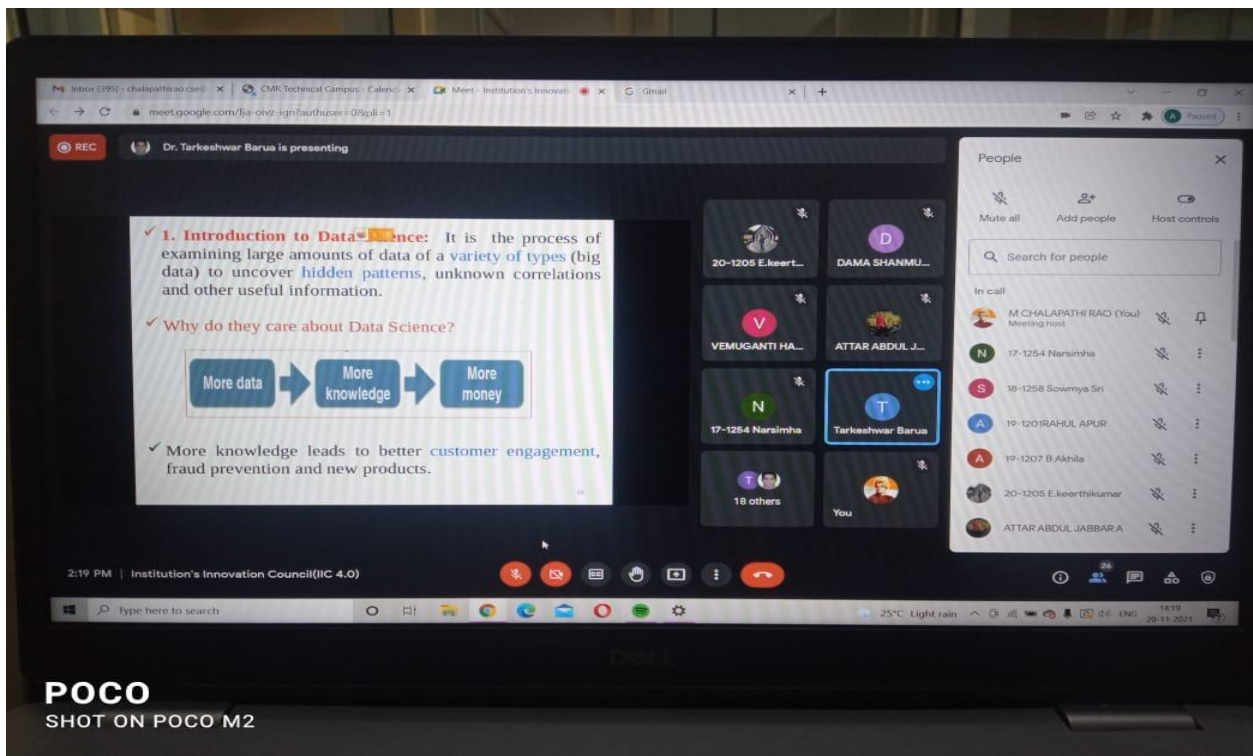 Inbox (395) - chalapathirao.cse
CMR Technical Campus - Calen
Meet - Institution's Innovati
Gmail
meet.google.com/fja-oivz-ign?authuser=0&pli=1
Paused
REC
Dr. Tarkeshwar Barua is presenting
✓ 1. Introduction to Data nce: It is the process of
examining large amounts of data of a variety of types (big
data) to uncover hidden patterns, unknown correlations
and other useful information.
✓ Why do they care about Data Science?
More data
More
knowledge
More
money
✓ More knowledge leads to better customer engagement,
fraud prevention and new products.
20-1205 E.keert...
D
DAMA SHANMU...
V
VEMUGANTI HA...
ATTAR ABDUL J...
N
17-1254 Narsimha
T
Tarkeshwar Barua
T
18 others
You
People
Mute all
Add people
Host controls
Search for people
In call
M CHALAPATHI RAO (You)
Meeting host
N
17-1254 Narsimha
S
18-1258 Sowmya Sri
A
19-1201RAHUL APUR
A
19-1207 B Akhila
20-1205 E.keerthikumar
ATTAR ABDUL JABBAR A
2:19 PM | Institution's Innovation Council(IIC 4.0)
26
Type here to search
25°C Light rain
ENG
14:19
20-11-2021
DELL
POCO
SHOT ON POCO M2